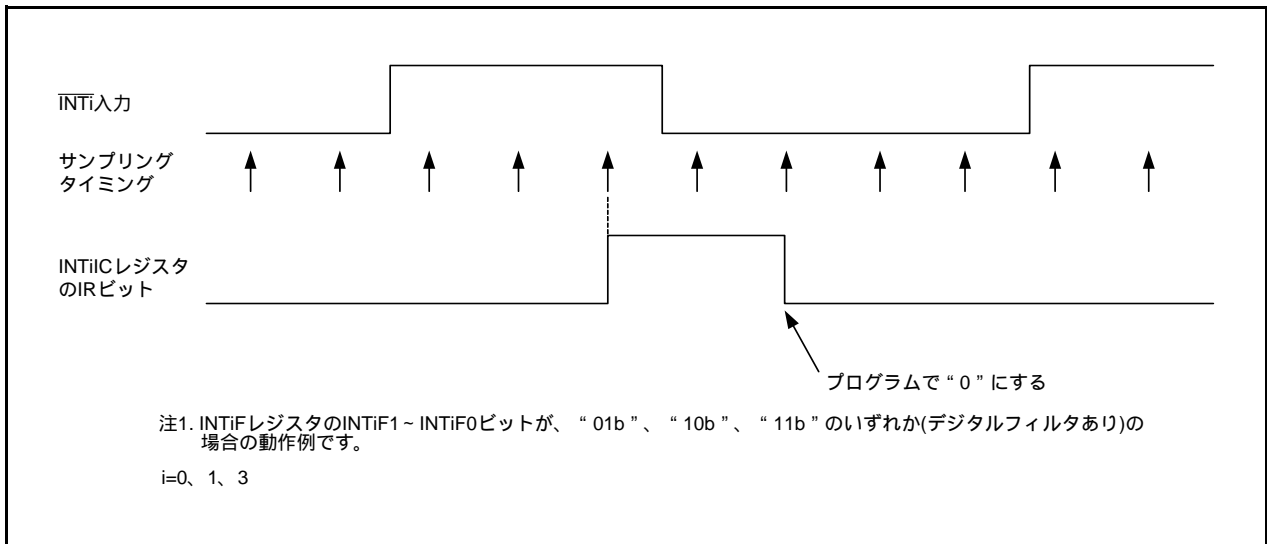 INTi入力
サンプリング
タイミング
INTiICレジスタ
のIRビット
プログラムで“0”にする
注1. INTiFレジスタのINTiF1~INTiF0ビットが、“01b”、“10b”、“11b”のいずれか(デジタルフィルタあり)の
場合の動作例です。
i=0、1、3